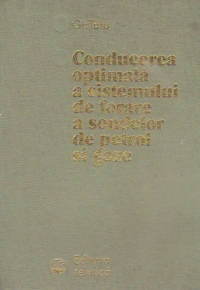 Conducerea
optimală
a sistemului
de forare
a sondelor
de petrol
și gaze
Editura
tehnică